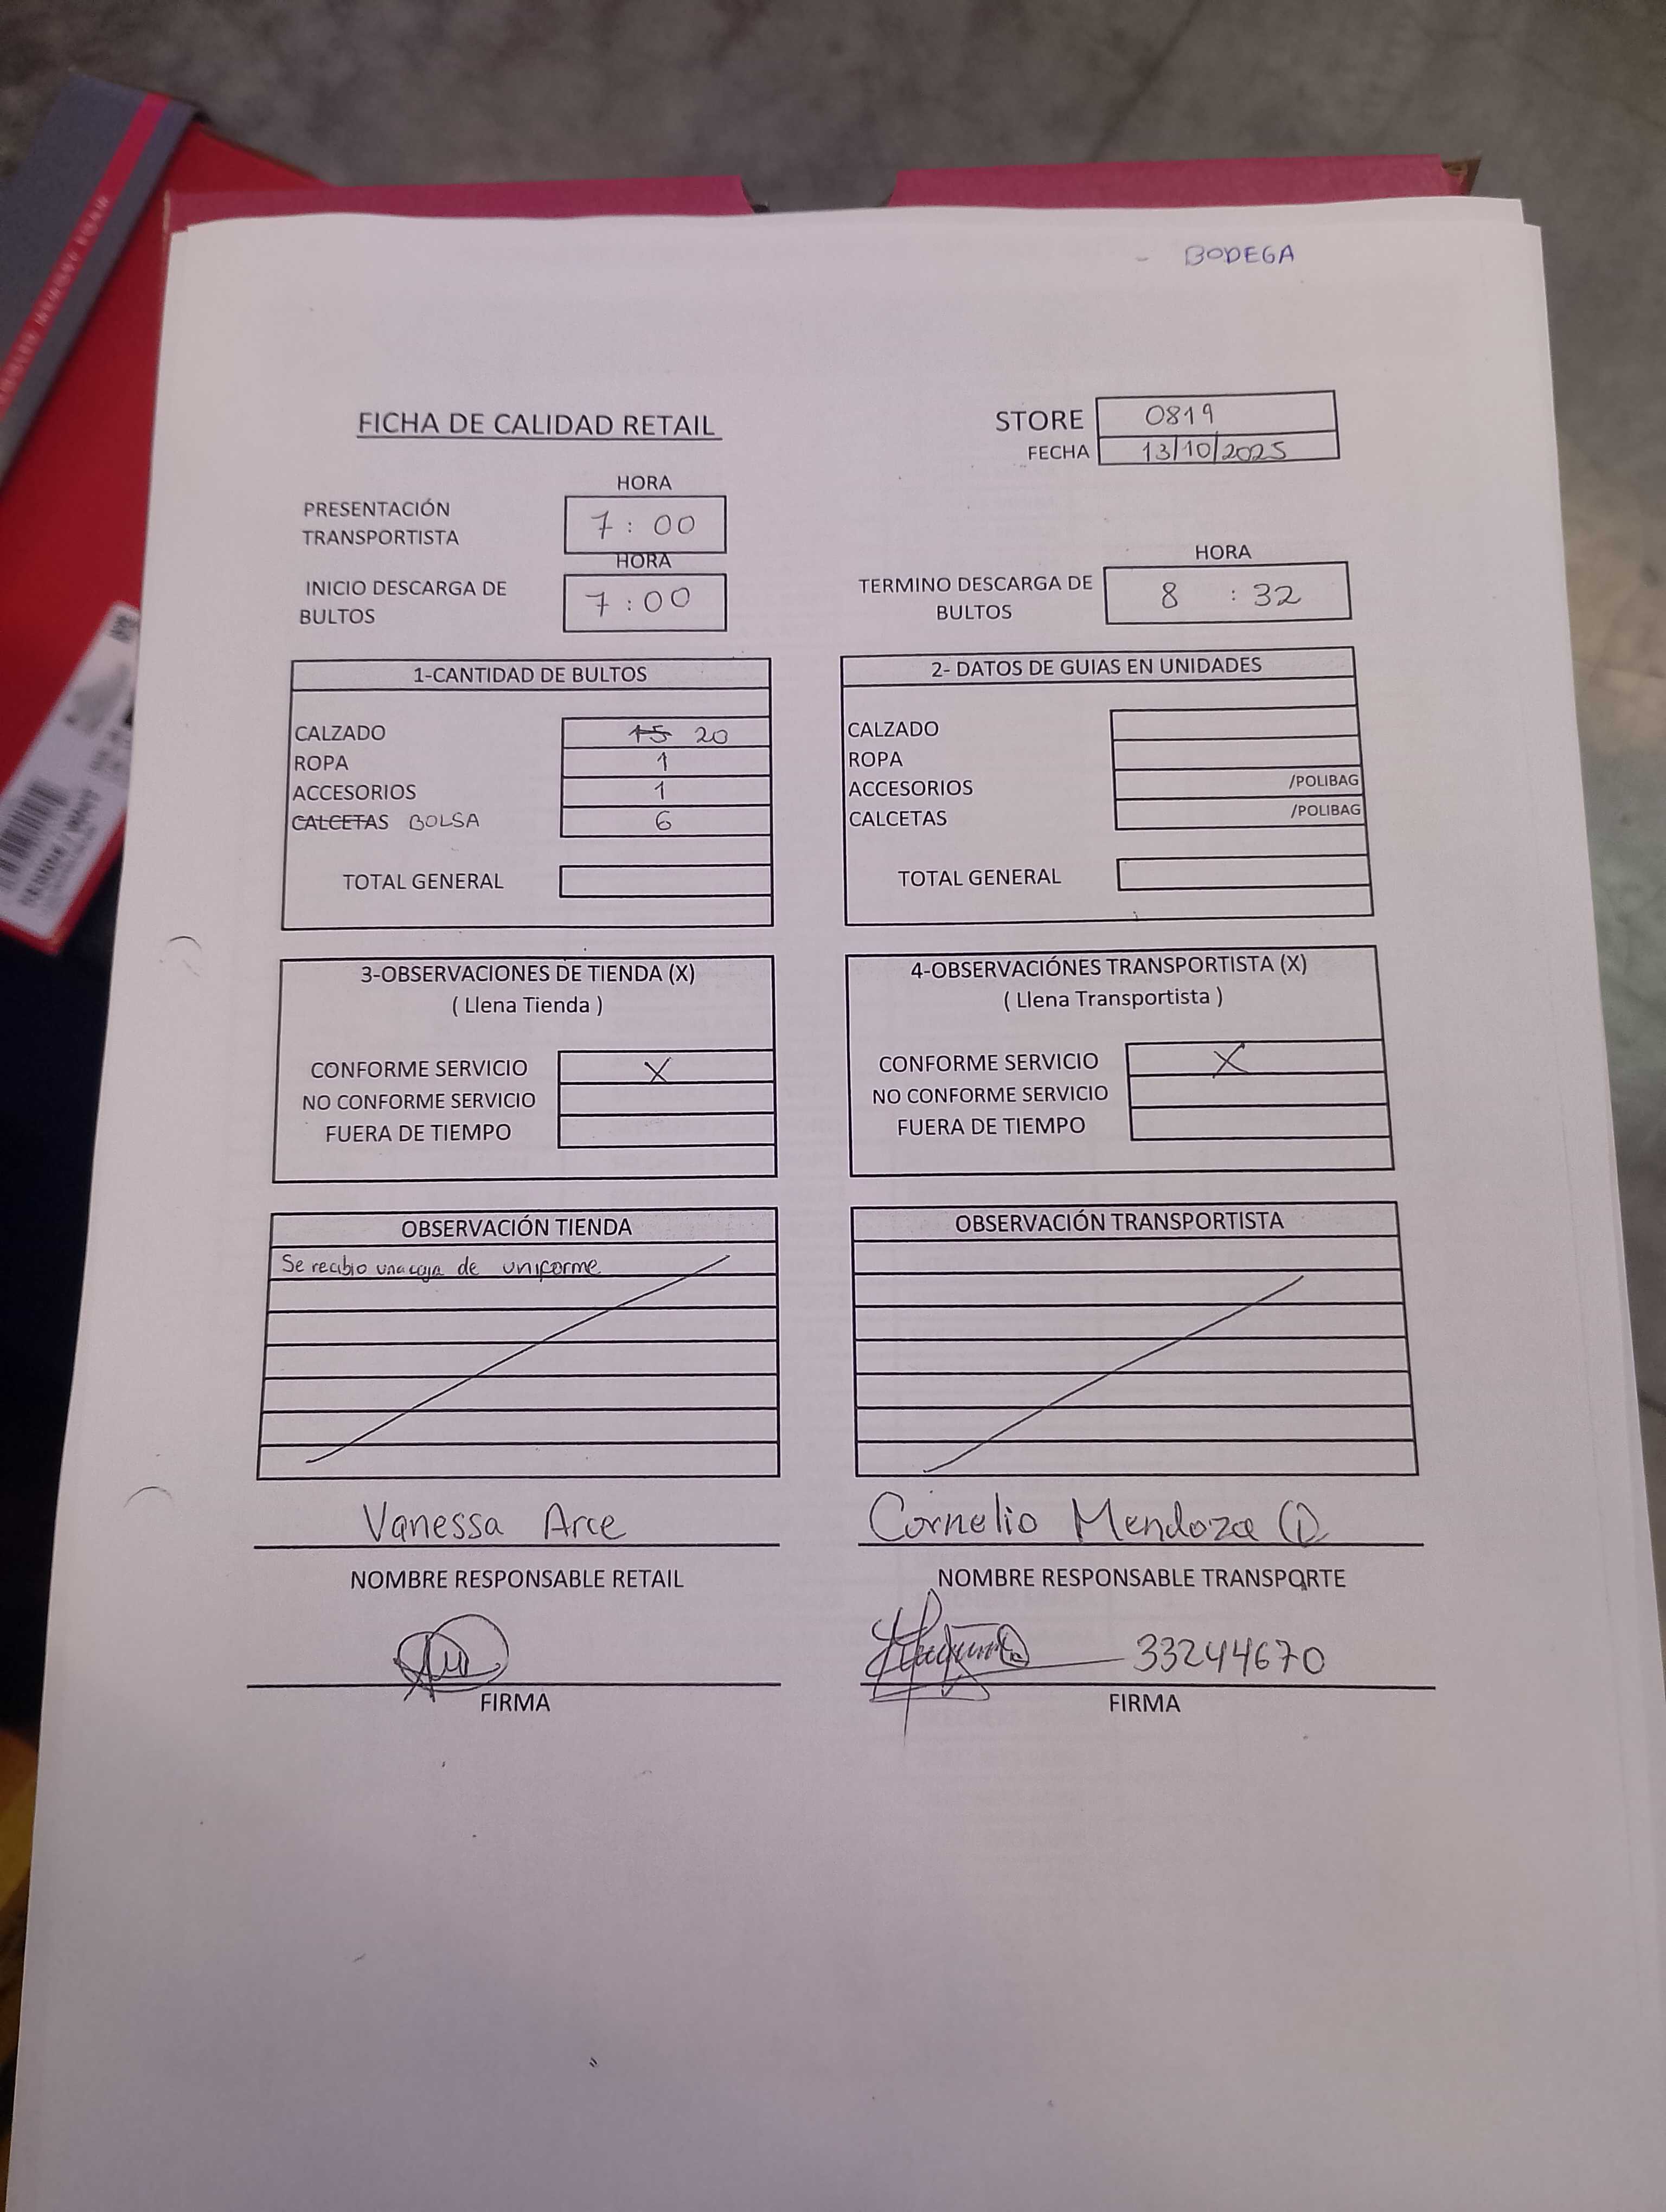 - BODEGA
FICHA DE CALIDAD RETAIL
STORE 0819
FECHA 13/10/2025
HORA
PRESENTACIÓN TRANSPORTISTA 7:00
HORA
INICIO DESCARGA DE BULTOS 7:00
HORA
TERMINO DESCARGA DE BULTOS 8:32
1-CANTIDAD DE BULTOS
CALZADO 15 20
ROPA 1
ACCESORIOS 1
CALCETAS BOLSA 6
TOTAL GENERAL
2- DATOS DE GUIAS EN UNIDADES
CALZADO
ROPA
ACCESORIOS /POLIBAG
CALCETAS /POLIBAG
TOTAL GENERAL
3-OBSERVACIONES DE TIENDA (X)
( Llena Tienda )
CONFORME SERVICIO X
NO CONFORME SERVICIO
FUERA DE TIEMPO
4-OBSERVACIÓNES TRANSPORTISTA (X)
( Llena Transportista )
CONFORME SERVICIO X
NO CONFORME SERVICIO
FUERA DE TIEMPO
OBSERVACIÓN TIENDA
Se recibio una caja de uniforme
OBSERVACIÓN TRANSPORTISTA
Vanessa Arce
NOMBRE RESPONSABLE RETAIL
FIRMA
Cornelio Mendoza
NOMBRE RESPONSABLE TRANSPORTE
33244670
FIRMA